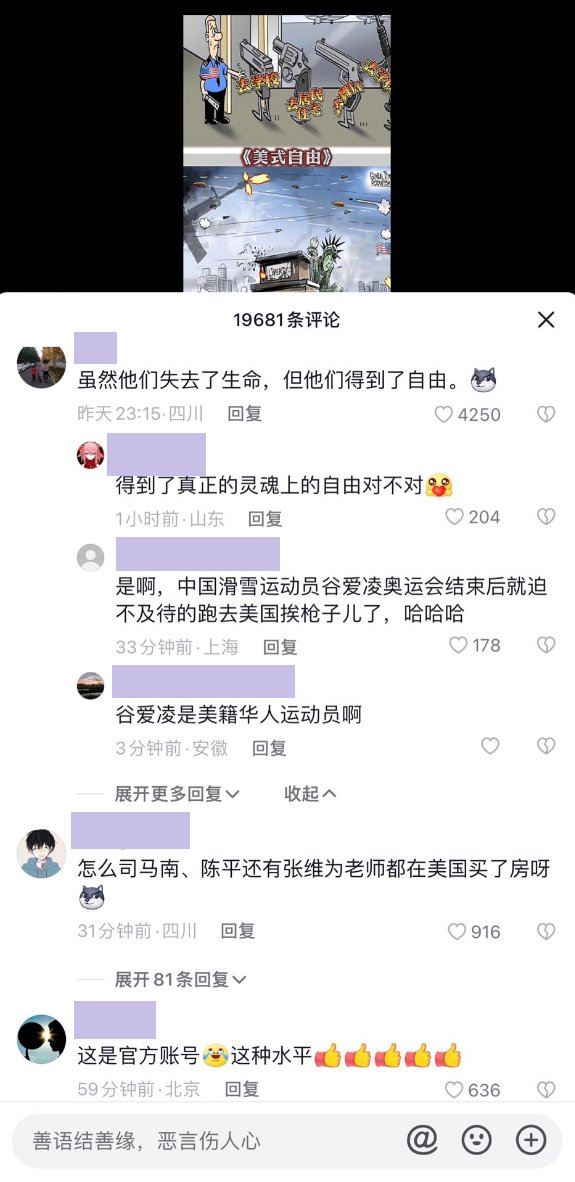 去学校
去居民
住宅
《美式自由》
GLOBAL TIMES
19681条评论
虽然他们失去了生命，但他们得到了自由。
昨天23:15·四川 回复 4250
得到了真正的灵魂上的自由对不对
1小时前·山东 回复 204
是啊，中国滑雪运动员谷爱凌奥运会结束后就迫
不及待的跑去美国挨枪子儿了，哈哈哈
33分钟前·上海 回复 178
谷爱凌是美籍华人运动员啊
3分钟前·安徽 回复
展开更多回复 收起
怎么司马南、陈平还有张维为老师都在美国买了房呀
31分钟前·四川 回复 916
展开81条回复
这是官方账号这种水平
59分钟前·北京 回复 636
善语结善缘，恶言伤人心